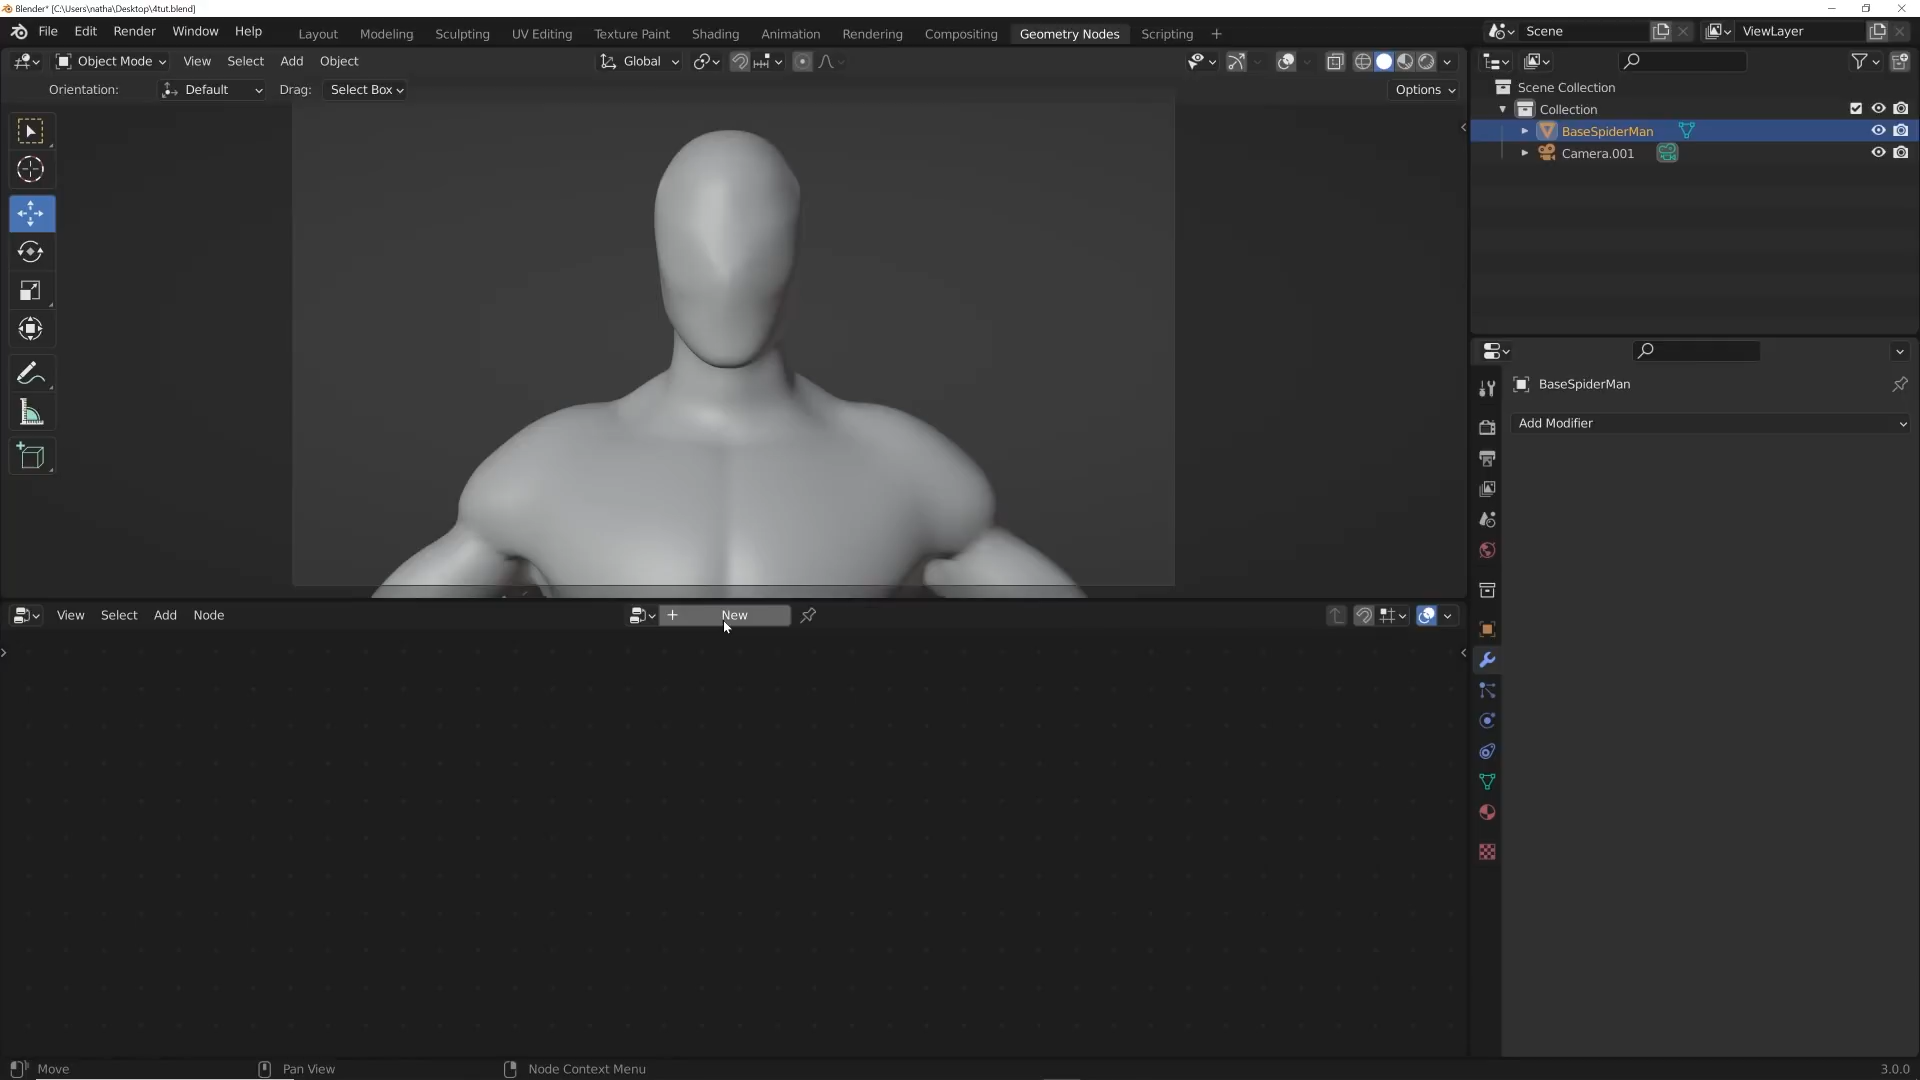 Blender* [C:\Users\natha\Desktop\4tut.blend]
File Edit Render Window Help Layout Modeling Sculpting UV Editing Texture Paint Shading Animation Rendering Compositing Geometry Nodes Scripting + Scene ViewLayer
Object Mode View Select Add Object Global
Orientation: Default Drag: Select Box Options
Scene Collection
Collection
BaseSpiderMan
Camera.001
BaseSpiderMan
Add Modifier
View Select Add Node + New
Move Pan View Node Context Menu 3.0.0